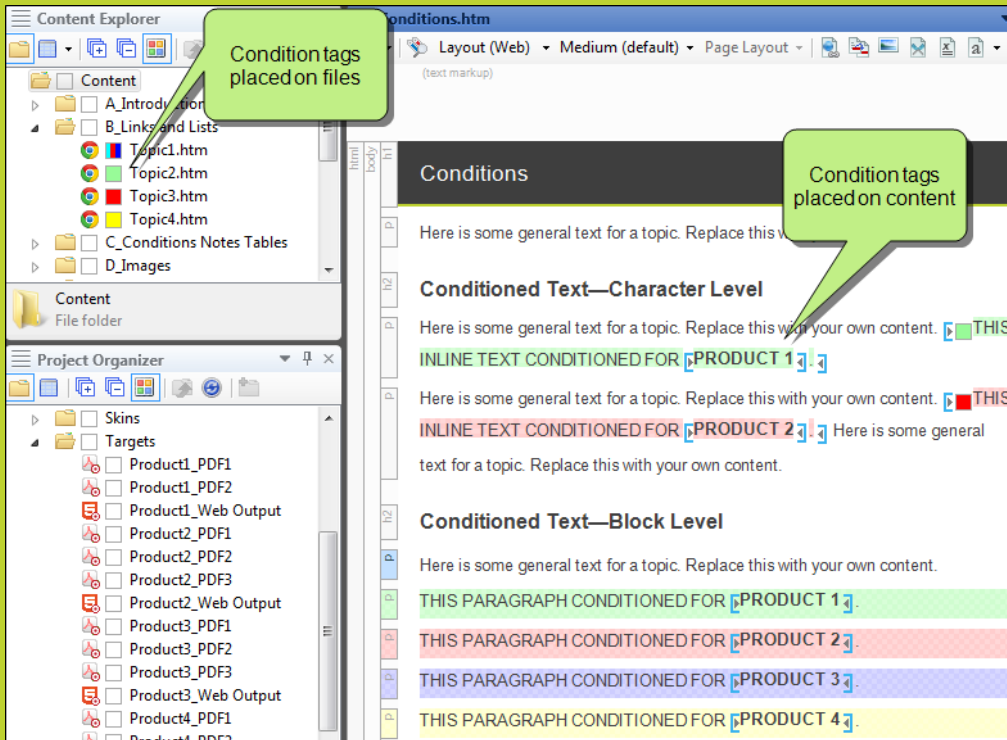 Content Explorer
Condition tags
placed on files
Content
A_Introduction
B_Links and Lists
Topic1.htm
Topic2.htm
Topic3.htm
Topic4.htm
C_Conditions Notes Tables
D_Images
Content
File folder
Project Organizer
Skins
Targets
Product1_PDF1
Product1_PDF2
Product1_Web Output
Product2_PDF1
Product2_PDF2
Product2_PDF3
Product2_Web Output
Product3_PDF1
Product3_PDF2
Product3_PDF3
Product3_Web Output
Product4_PDF1
Conditions.htm
Layout (Web) Medium (default) Page Layout
(text markup)
html body h1
Conditions
Condition tags
placed on content
p
Here is some general text for a topic. Replace this
h2
Conditioned Text—Character Level
p
Here is some general text for a topic. Replace this with your own content. THIS
INLINE TEXT CONDITIONED FOR PRODUCT 1.
p
Here is some general text for a topic. Replace this with your own content. THIS
INLINE TEXT CONDITIONED FOR PRODUCT 2. Here is some general
text for a topic. Replace this with your own content.
h2
Conditioned Text—Block Level
p
Here is some general text for a topic. Replace this with your own content.
p
THIS PARAGRAPH CONDITIONED FOR PRODUCT 1.
p
THIS PARAGRAPH CONDITIONED FOR PRODUCT 2.
p
THIS PARAGRAPH CONDITIONED FOR PRODUCT 3.
p
THIS PARAGRAPH CONDITIONED FOR PRODUCT 4.